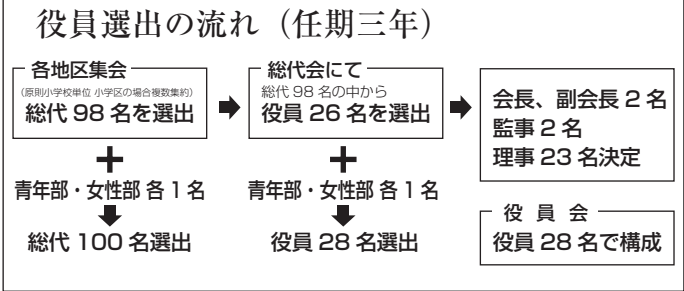 役員選出の流れ（任期三年）
各地区集会
（原則小学校単位 小学区の場合複数集約）
総代 98 名を選出
＋
青年部・女性部 各 1 名
総代 100 名選出
総代会にて
総代 98 名の中から
役員 26 名を選出
＋
青年部・女性部 各 1 名
役員 28 名選出
会長、副会長 2 名
監事 2 名
理事 23 名決定
役 員 会
役員 28 名で構成